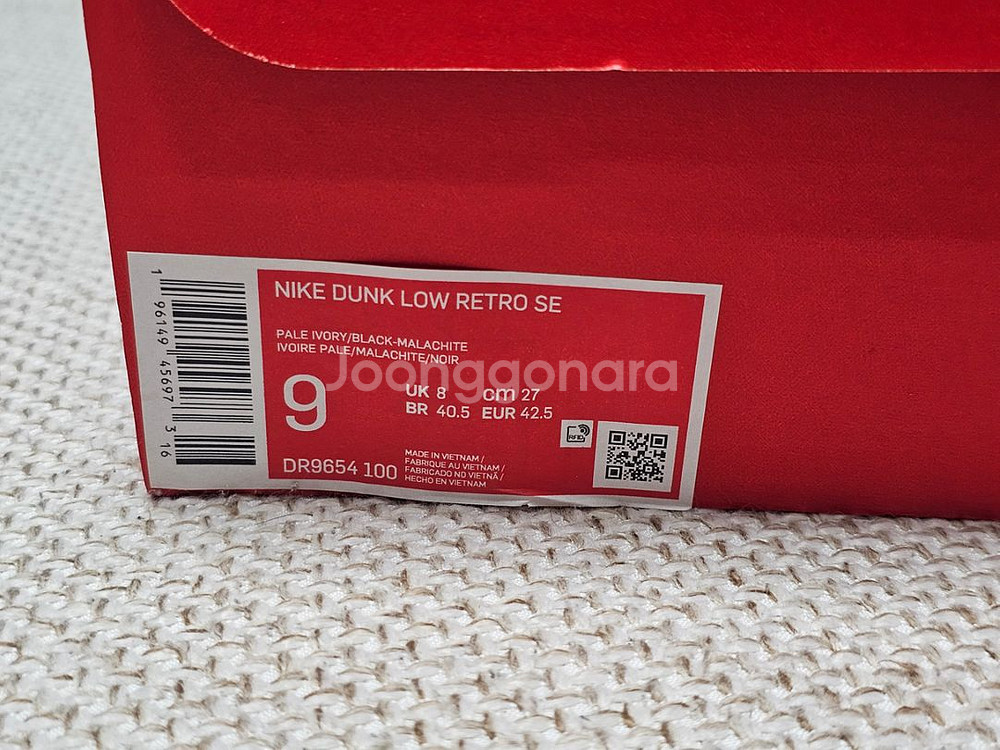 NIKE DUNK LOW RETRO SE
PALE IVORY/BLACK-MALACHITE
IVOIRE PALE/MALACHITE/NOIR
Joonggonara
9
UK 8 cm 27
BR 40.5 EUR 42.5
RFID
DR9654 100
MADE IN VIETNAM /
FABRIQUE AU VIETNAM /
FABRICADO NO VIETNÃ /
HECHO EN VIETNAM
1 96149 45697 3 16